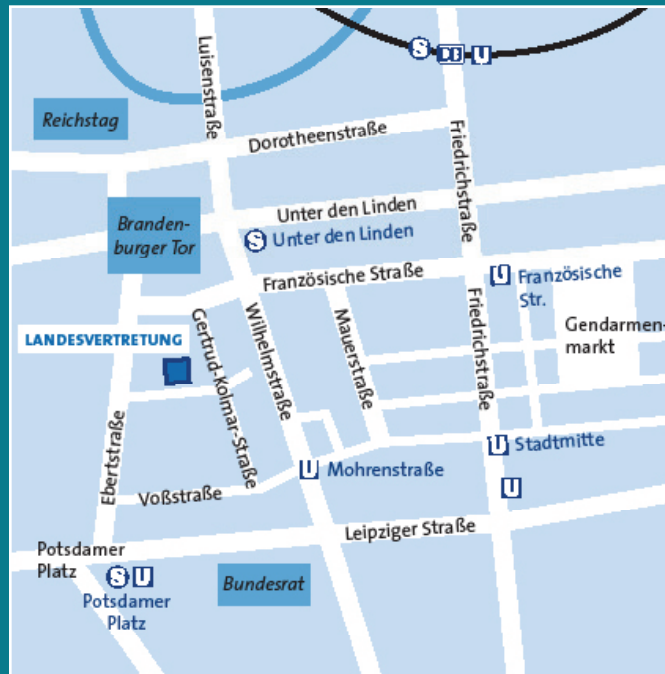 S
DB
U
Luisenstraße
Reichstag
Dorotheenstraße
Friedrichstraße
Branden-
burger Tor
Unter den Linden
S
Unter den Linden
Französische Straße
U
Französische
Str.
LANDESVERTRETUNG
Gertrud-Kolmar-Straße
Wilhelmstraße
Mauerstraße
Friedrichstraße
Gendarmen-
markt
Ebertstraße
U
Stadtmitte
U
Mohrenstraße
U
Voßstraße
Leipziger Straße
Potsdamer
Platz
S
U
Potsdamer
Platz
Bundesrat